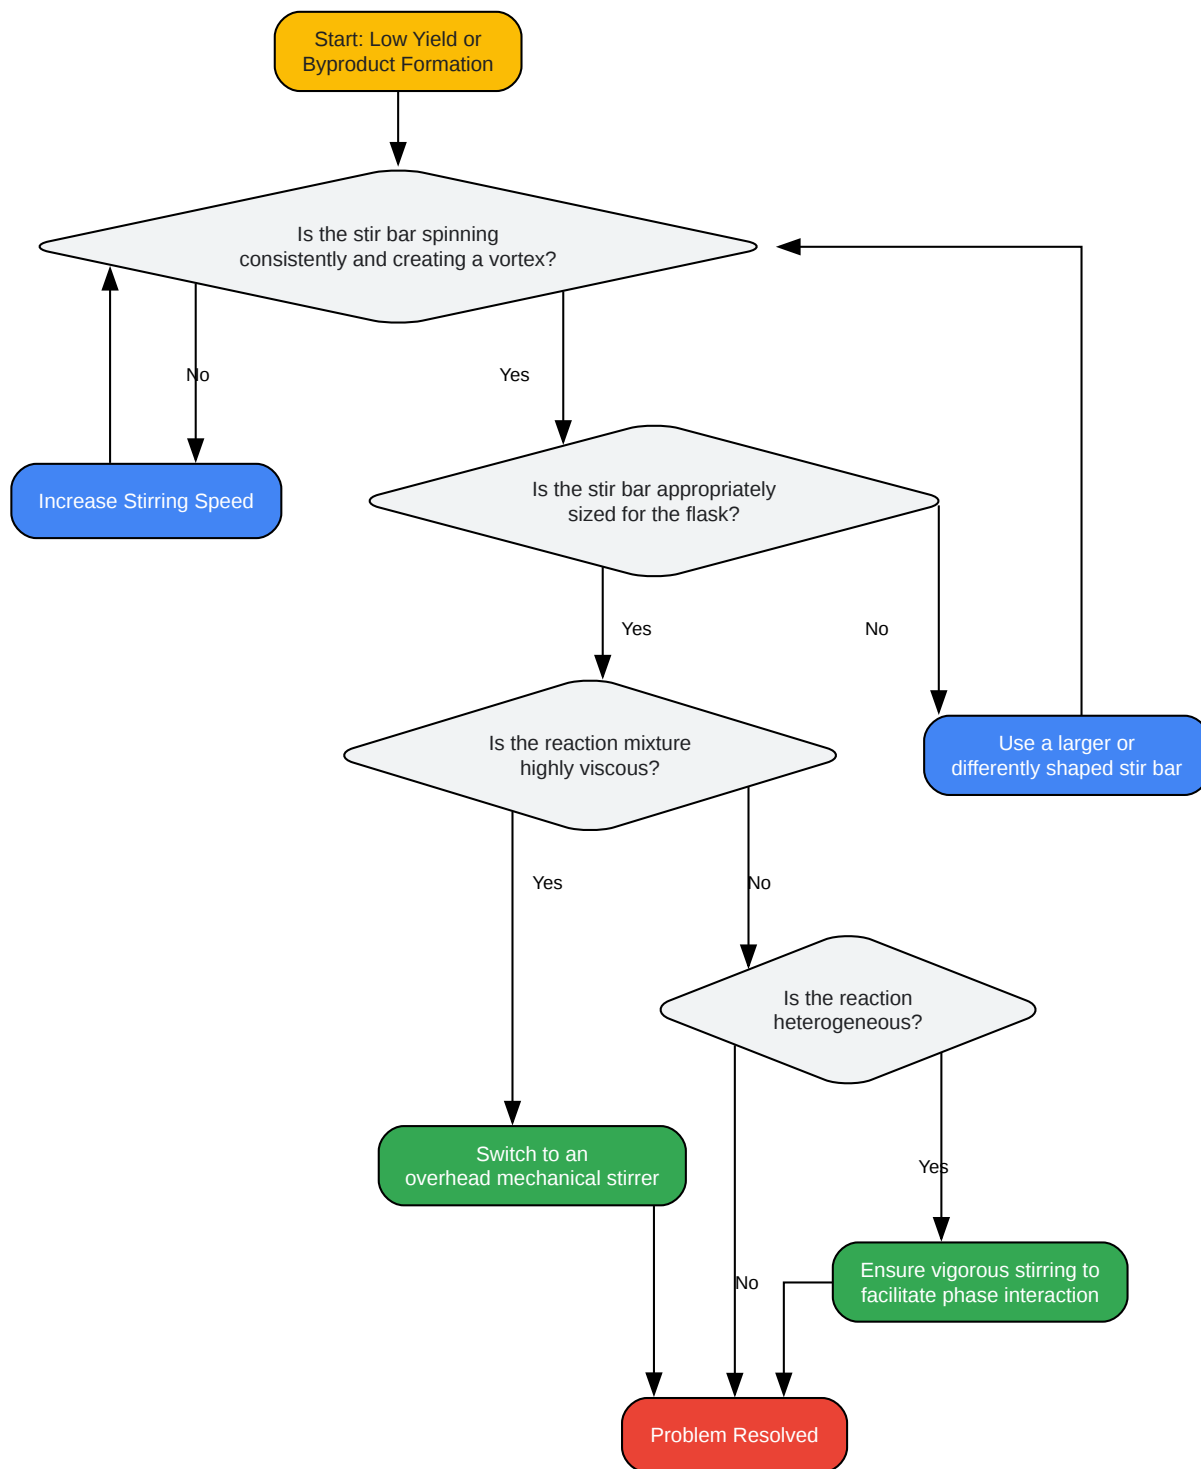 Start: Low Yield or
Byproduct Formation
Is the stir bar spinning
consistently and creating a vortex?
No
Yes
Increase Stirring Speed
Is the stir bar appropriately
sized for the flask?
Yes
No
Is the reaction mixture
highly viscous?
Use a larger or
differently shaped stir bar
Yes
No
Is the reaction
heterogeneous?
Switch to an
overhead mechanical stirrer
Yes
No
Ensure vigorous stirring to
facilitate phase interaction
Problem Resolved